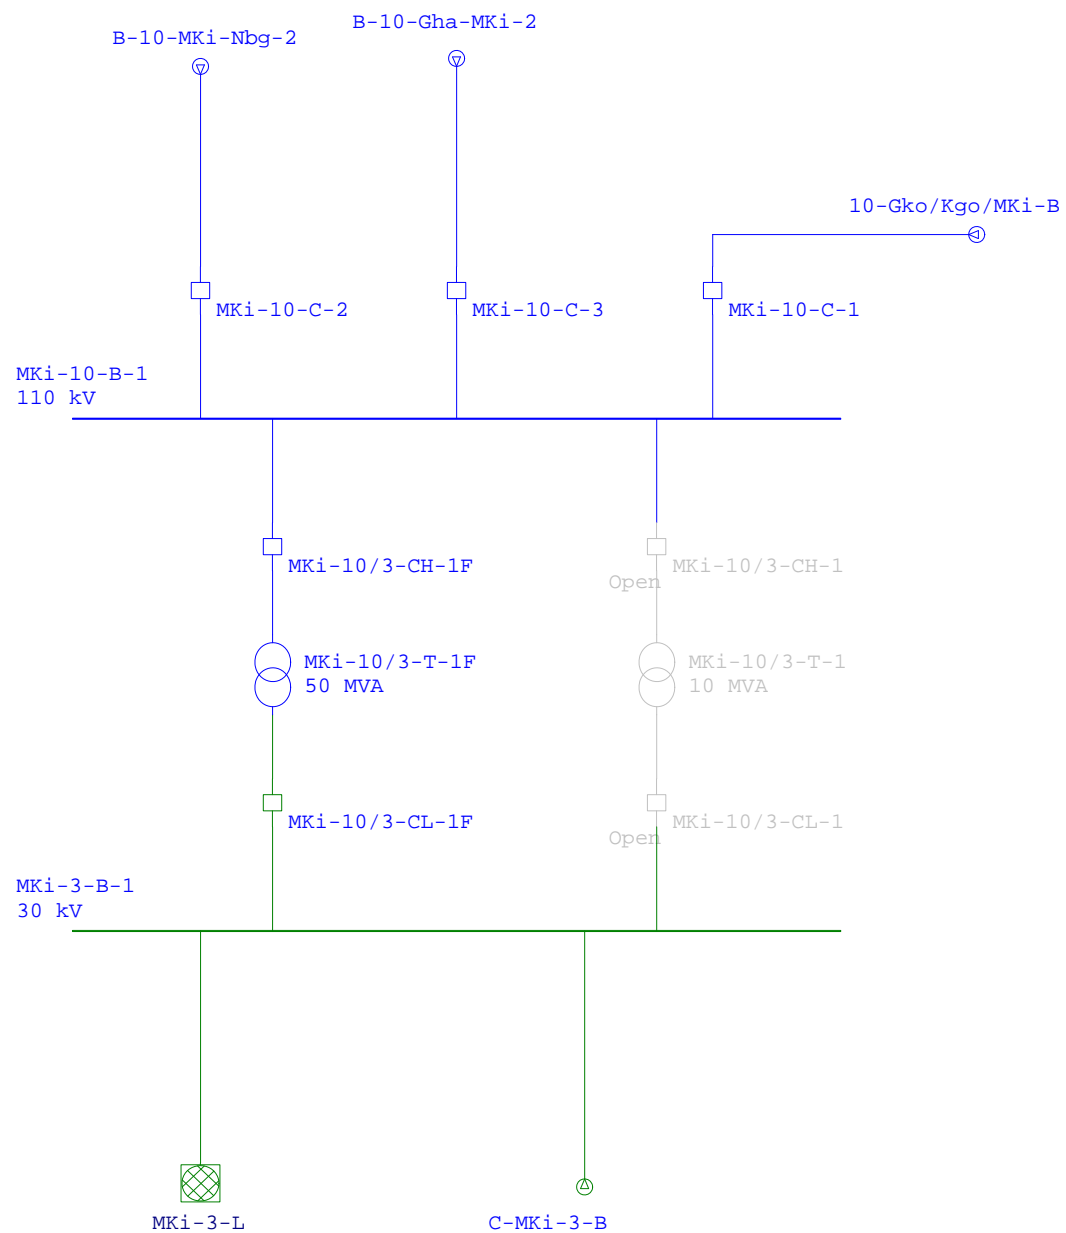 B-10-MKi-Nbg-2
B-10-Gha-MKi-2
10-Gko/Kgo/MKi-B
MKi-10-C-2
MKi-10-C-3
MKi-10-C-1
MKi-10-B-1
110 kV
MKi-10/3-CH-1F
MKi-10/3-CH-1
Open
MKi-10/3-T-1F
50 MVA
MKi-10/3-T-1
10 MVA
MKi-10/3-CL-1F
MKi-10/3-CL-1
Open
MKi-3-B-1
30 kV
MKi-3-L
C-MKi-3-B